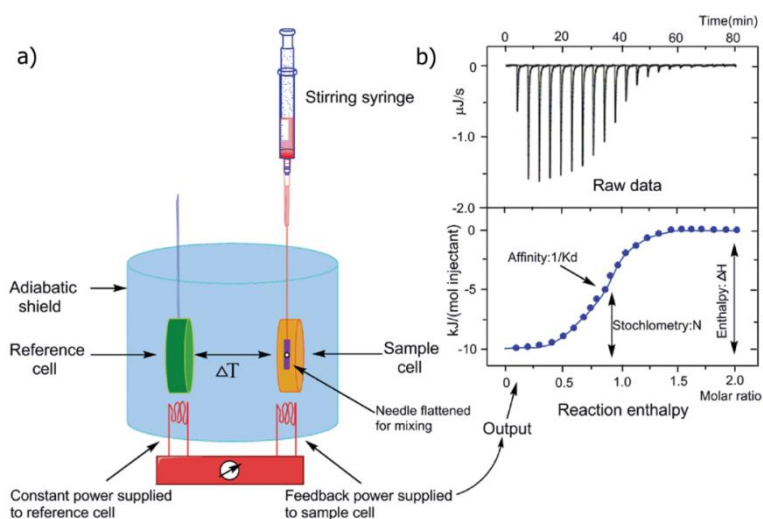 a)
Stirring syringe
Adiabatic
shield
Reference
cell
ΔT
Sample
cell
Needle flattened
for mixing
Constant power supplied
to reference cell
Feedback power supplied
to sample cell
b)
Time(min)
0 20 40 60 80
μJ/s
0
-1.0
-2.0
Raw data
kJ/(mol injectant)
0
-5
-10
Affinity:1/Kd
Stochlometry:N
Enthalpy: ΔH
0 0.5 1.0 1.5 2.0
Molar ratio
Reaction enthalpy
Output